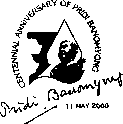 CENTENNIAL ANNIVERSARY OF PRIDI BANOMYONG
Pridi Banomyong
11 MAY 2000